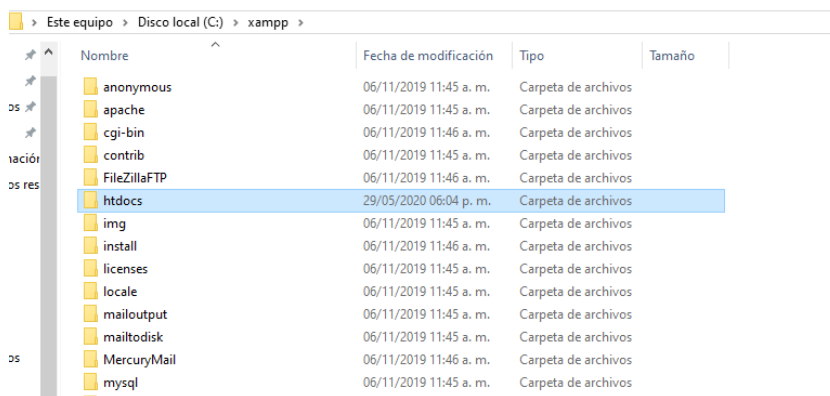 > Este equipo > Disco local (C:) > xampp >
Nombre Fecha de modificación Tipo Tamaño
anonymous 06/11/2019 11:45 a. m. Carpeta de archivos
os apache 06/11/2019 11:45 a. m. Carpeta de archivos
cgi-bin 06/11/2019 11:46 a. m. Carpeta de archivos
nación contrib 06/11/2019 11:45 a. m. Carpeta de archivos
os res FileZillaFTP 06/11/2019 11:46 a. m. Carpeta de archivos
htdocs 29/05/2020 06:04 p. m. Carpeta de archivos
img 06/11/2019 11:45 a. m. Carpeta de archivos
install 06/11/2019 11:46 a. m. Carpeta de archivos
licenses 06/11/2019 11:45 a. m. Carpeta de archivos
locale 06/11/2019 11:45 a. m. Carpeta de archivos
mailoutput 06/11/2019 11:45 a. m. Carpeta de archivos
mailtodisk 06/11/2019 11:45 a. m. Carpeta de archivos
os MercuryMail 06/11/2019 11:46 a. m. Carpeta de archivos
mysql 06/11/2019 11:45 a. m. Carpeta de archivos